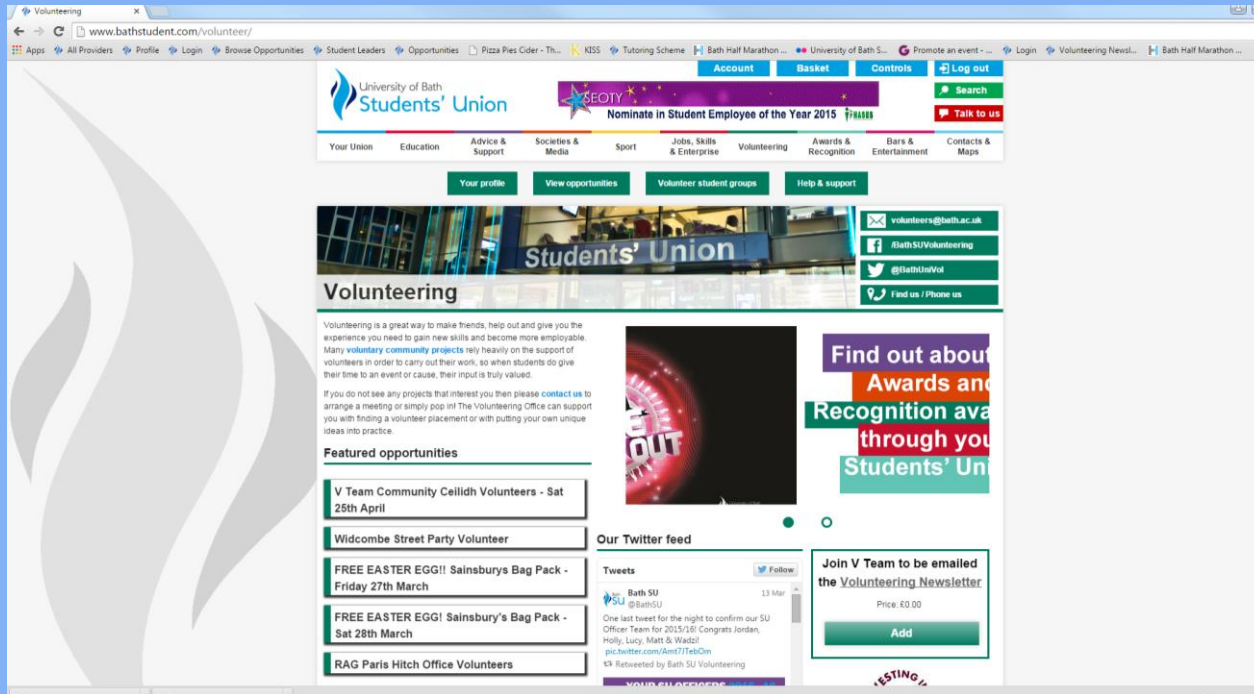 Volunteering
www.bathstudent.com/volunteer/
Apps All Providers Profile Login Browse Opportunities Student Leaders Opportunities Pizza Pies Cider - Th... KISS Tutoring Scheme Bath Half Marathon ... University of Bath S... Promote an event - ... Login Volunteering Newsl... Bath Half Marathon ...
Account Basket Controls Log out
University of Bath
Students' Union
SEOTY
Nominate in Student Employee of the Year 2015
Search
Talk to us
Your Union Education Advice & Support Societies & Media Sport Jobs, Skills & Enterprise Volunteering Awards & Recognition Bars & Entertainment Contacts & Maps
Your profile View opportunities Volunteer student groups Help & support
Students' Union
Volunteering
volunteers@bath.ac.uk
/BathSUVolunteering
@BathUniVol
Find us / Phone us
Volunteering is a great way to make friends, help out and give you the
experience you need to gain new skills and become more employable.
Many voluntary community projects rely heavily on the support of
volunteers in order to carry out their work, so when students do give
their time to an event or cause, their input is truly valued.
If you do not see any projects that interest you then please contact us to
arrange a meeting or simply pop in! The Volunteering Office can support
you with finding a volunteer placement or with putting your own unique
ideas into practice.
Find out about
Awards and
Recognition ava
through you
Students' Uni
Featured opportunities
V Team Community Ceilidh Volunteers - Sat
25th April
Widcombe Street Party Volunteer
FREE EASTER EGG!! Sainsburys Bag Pack -
Friday 27th March
FREE EASTER EGG! Sainsbury's Bag Pack -
Sat 28th March
RAG Paris Hitch Office Volunteers
Our Twitter feed
Tweets Follow
Bath SU 13 Mar
@BathSU
One last tweet for the night to confirm our SU
Officer Team for 2015/16! Congrats Jordan,
Holly, Lucy, Matt & Wadzi!
pic.twitter.com/Amt7JTebOm
Retweeted by Bath SU Volunteering
YOUR SU OFFICERS
Join V Team to be emailed
the Volunteering Newsletter
Price: £0.00
Add